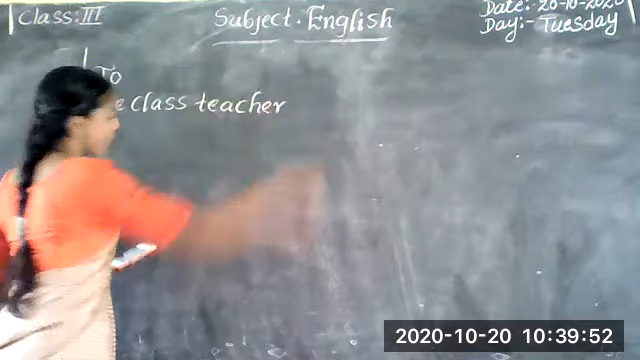 Class: III
Subject. English
Date: 20-10-2020
Day:- Tuesday
To
e class teacher
2020-10-20 10:39:52